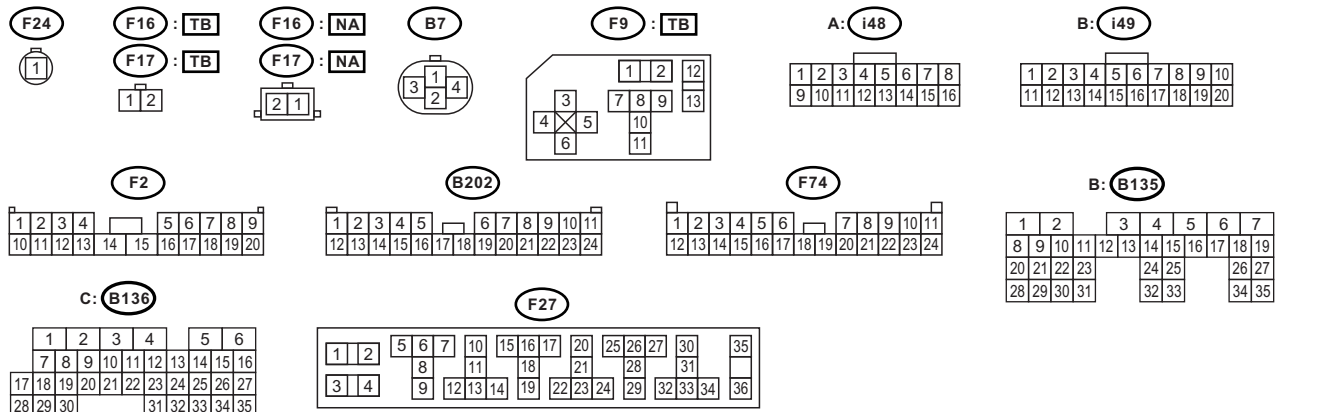 F24 F16 : TB F16 : NA B7 F9 : TB A: i48 B: i49
F17 : TB F17 : NA
1
1 2
2 1
1
3 4
2
1 2 12
3 7 8 9 13
4 5 10
6 11
1 2 3 4 5 6 7 8
9 10 11 12 13 14 15 16
1 2 3 4 5 6 7 8 9 10
11 12 13 14 15 16 17 18 19 20
F2 B202 F74 B: B135
1 2 3 4 5 6 7 8 9
10 11 12 13 14 15 16 17 18 19 20
1 2 3 4 5 6 7 8 9 10 11
12 13 14 15 16 17 18 19 20 21 22 23 24
1 2 3 4 5 6 7 8 9 10 11
12 13 14 15 16 17 18 19 20 21 22 23 24
1 2 3 4 5 6 7
8 9 10 11 12 13 14 15 16 17 18 19
20 21 22 23 24 25 26 27
28 29 30 31 32 33 34 35
C: B136 F27
1 2 3 4 5 6
7 8 9 10 11 12 13 14 15 16
17 18 19 20 21 22 23 24 25 26 27
28 29 30 31 32 33 34 35
1 2 5 6 7 10 15 16 17 20 25 26 27 30 35
8 11 18 21 28 31
3 4 9 12 13 14 19 22 23 24 29 32 33 34 36